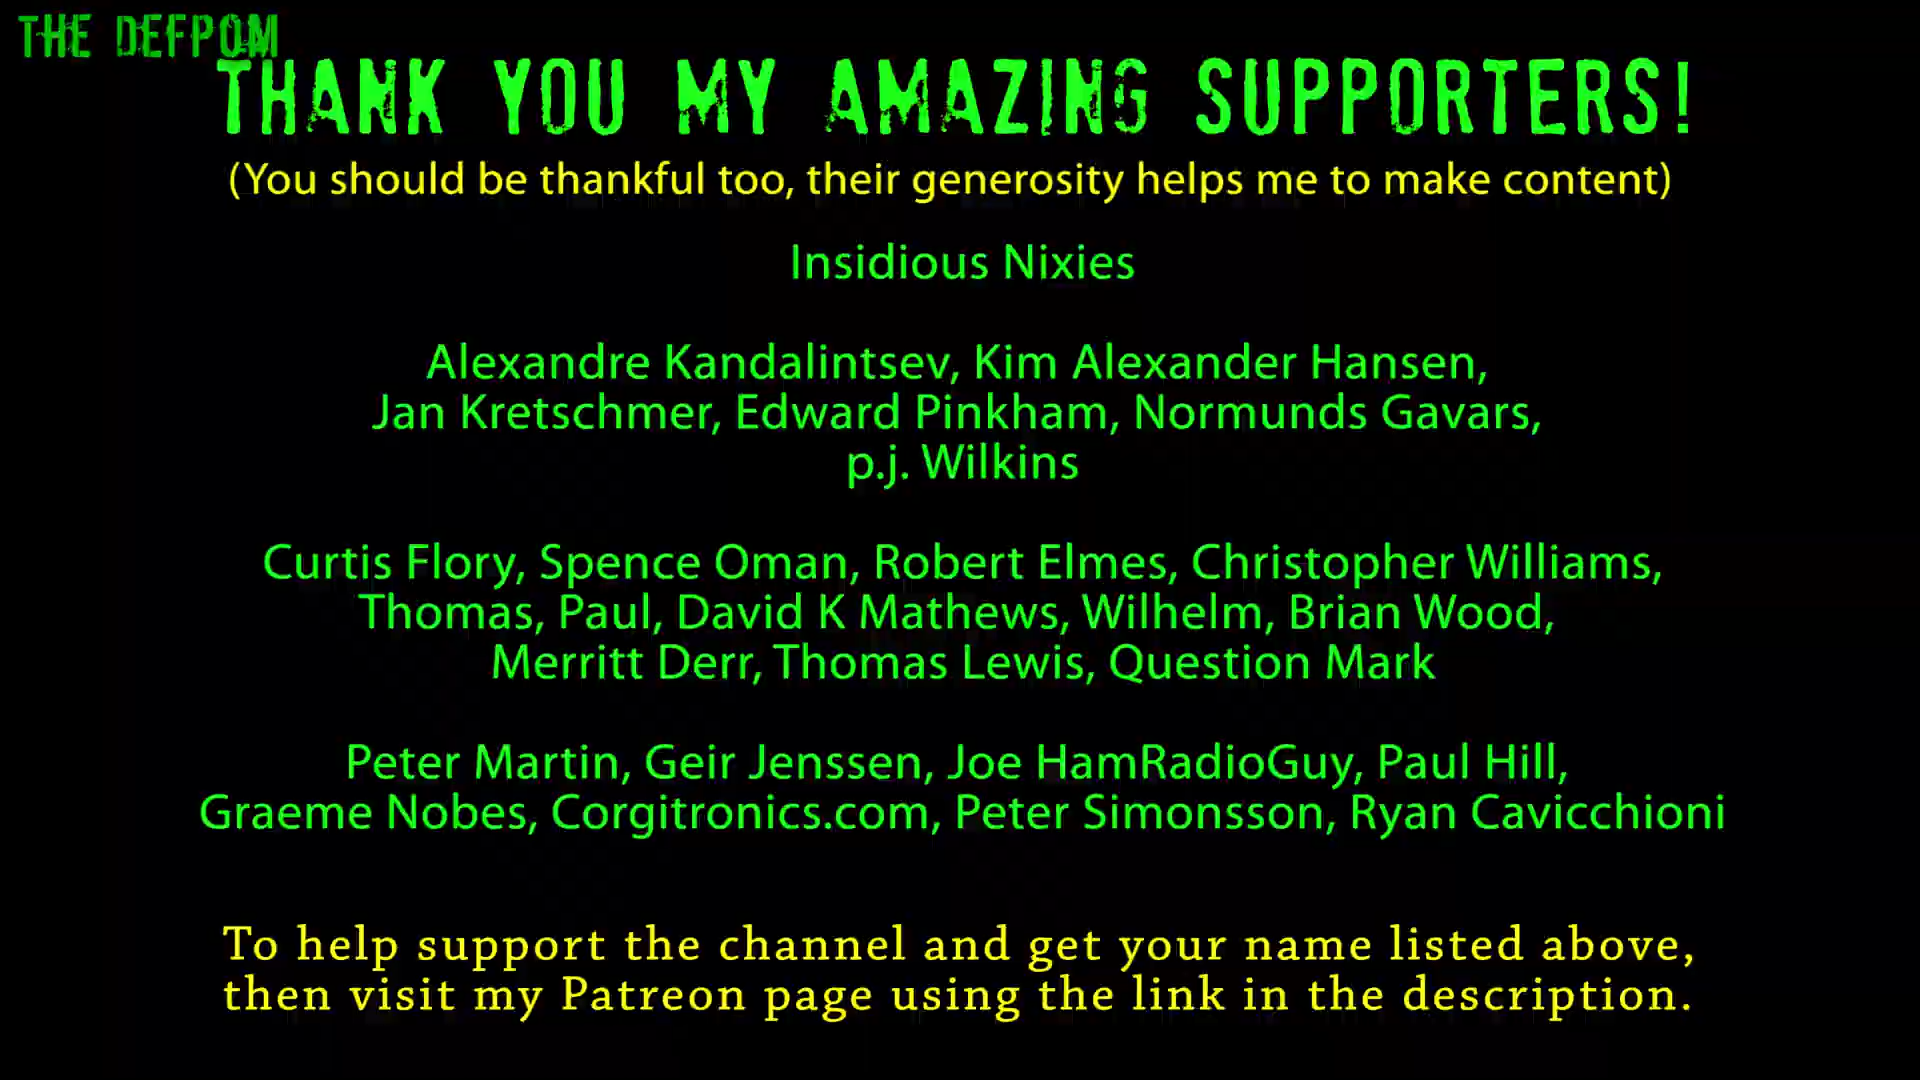 THE DEFPOM
THANK YOU MY AMAZING SUPPORTERS!
(You should be thankful too, their generosity helps me to make content)
Insidious Nixies
Alexandre Kandalintsev, Kim Alexander Hansen,
Jan Kretschmer, Edward Pinkham, Normunds Gavars,
p.j. Wilkins
Curtis Flory, Spence Oman, Robert Elmes, Christopher Williams,
Thomas, Paul, David K Mathews, Wilhelm, Brian Wood,
Merritt Derr, Thomas Lewis, Question Mark
Peter Martin, Geir Jenssen, Joe HamRadioGuy, Paul Hill,
Graeme Nobes, Corgitronics.com, Peter Simonsson, Ryan Cavicchioni
To help support the channel and get your name listed above,
then visit my Patreon page using the link in the description.